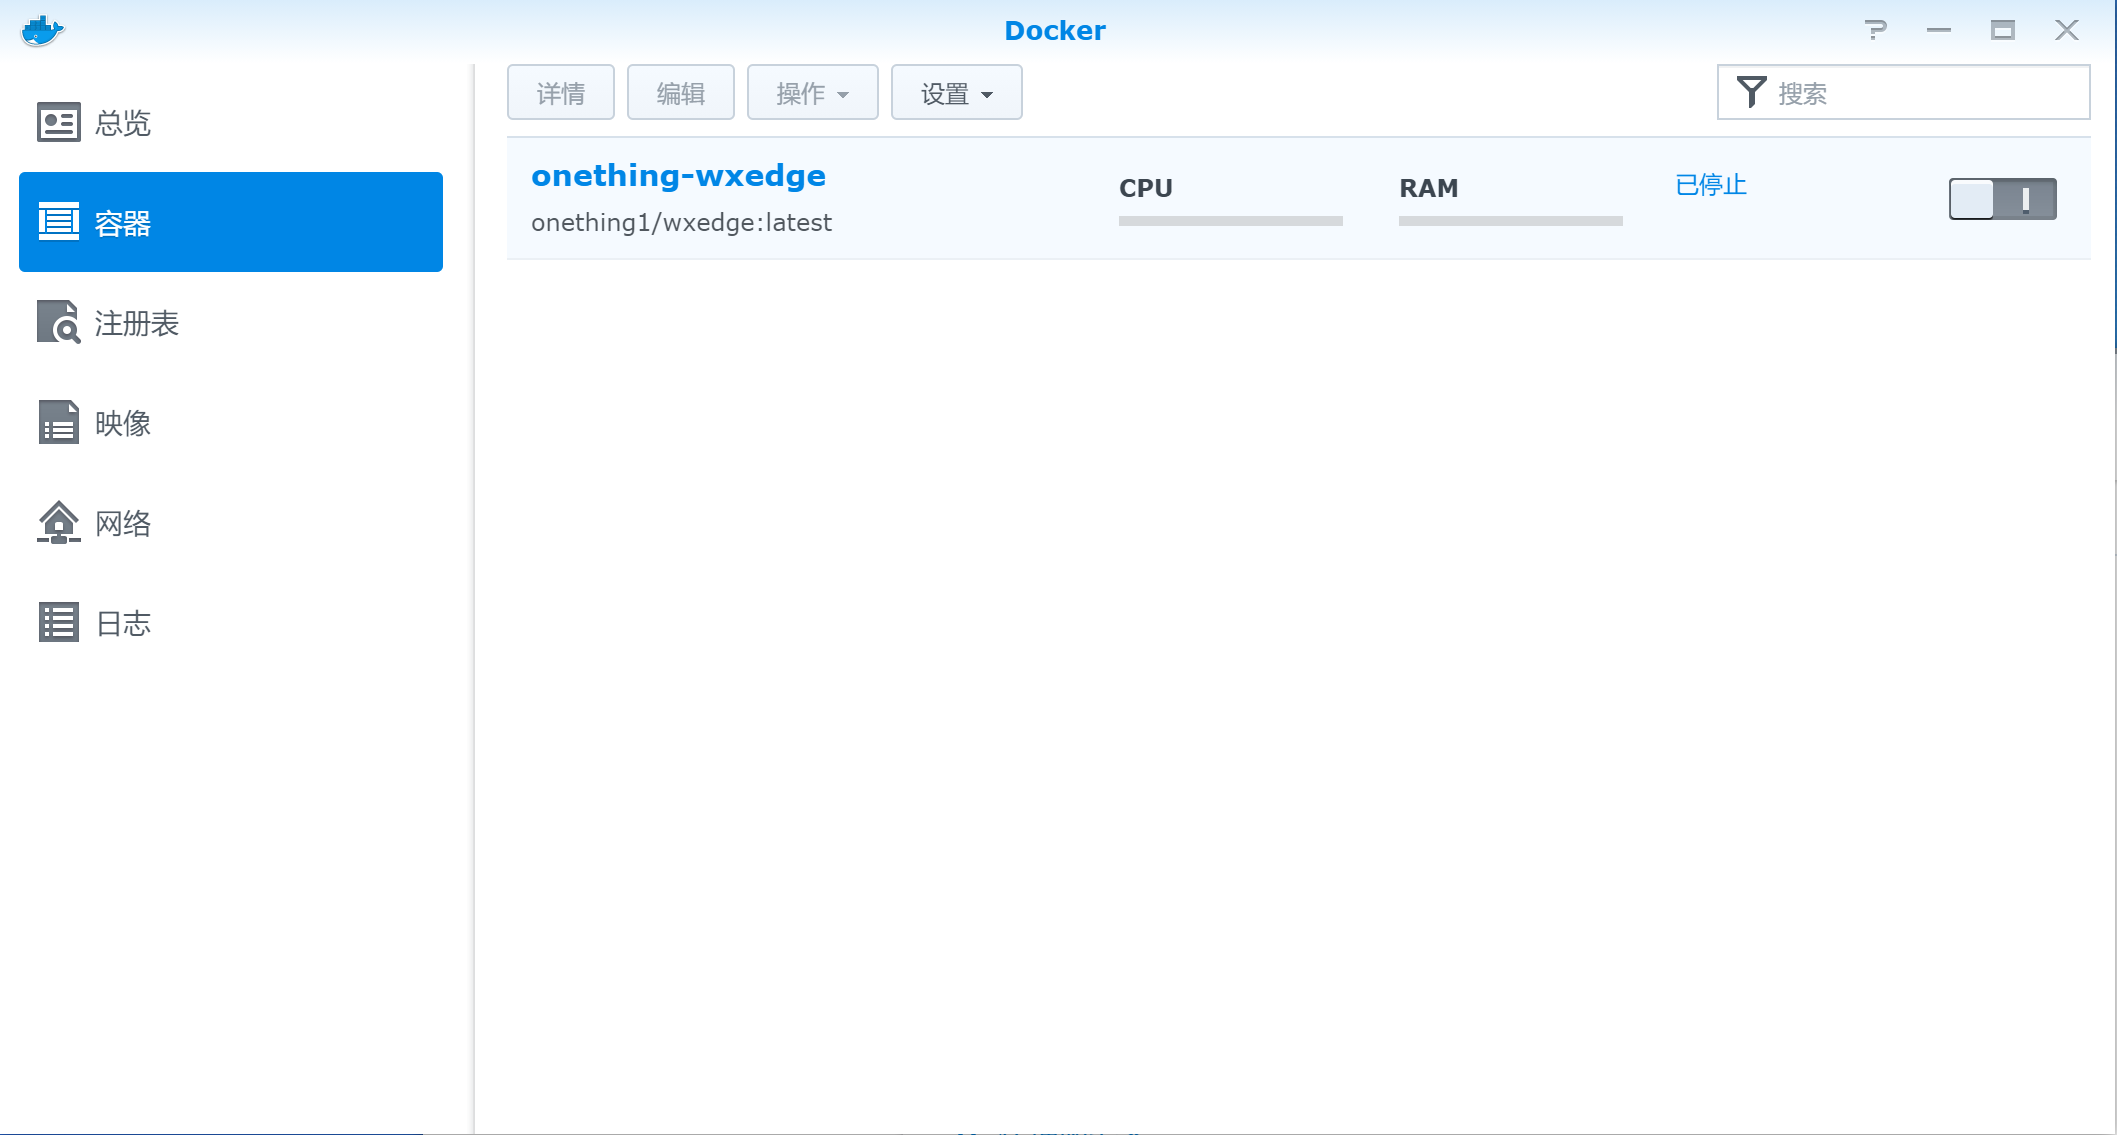 Docker
总览
容器
注册表
映像
网络
日志
详情
编辑
操作
设置
搜索
onething-wxedge
onething1/wxedge:latest
CPU
RAM
已停止